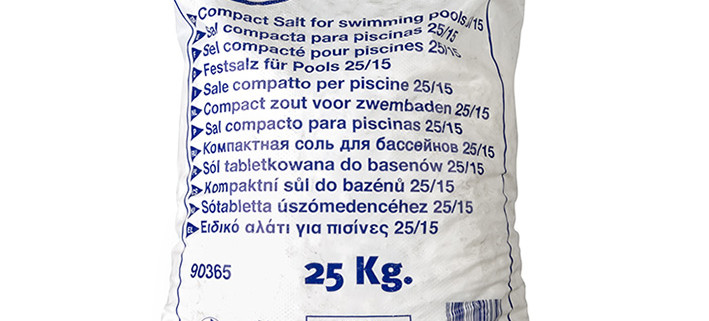 Compact Salt for swimming pools /15
Sal compacta para piscinas 25/15
Sel compacté pour piscines 25/15
Festsalz für Pools 25/15
Sale compatto per piscine 25/15
Compact zout voor zwembaden 25/15
Sal compacto para piscinas 25/15
Компактная соль для бассейнов 25/15
Sól tabletkowana do basenów 25/15
Kompaktní sůl do bazénů 25/15
Sótabletta úszómedencéhez 25/15
EL Ειδικό αλάτι για πισίνες 25/15
90365
25 Kg.